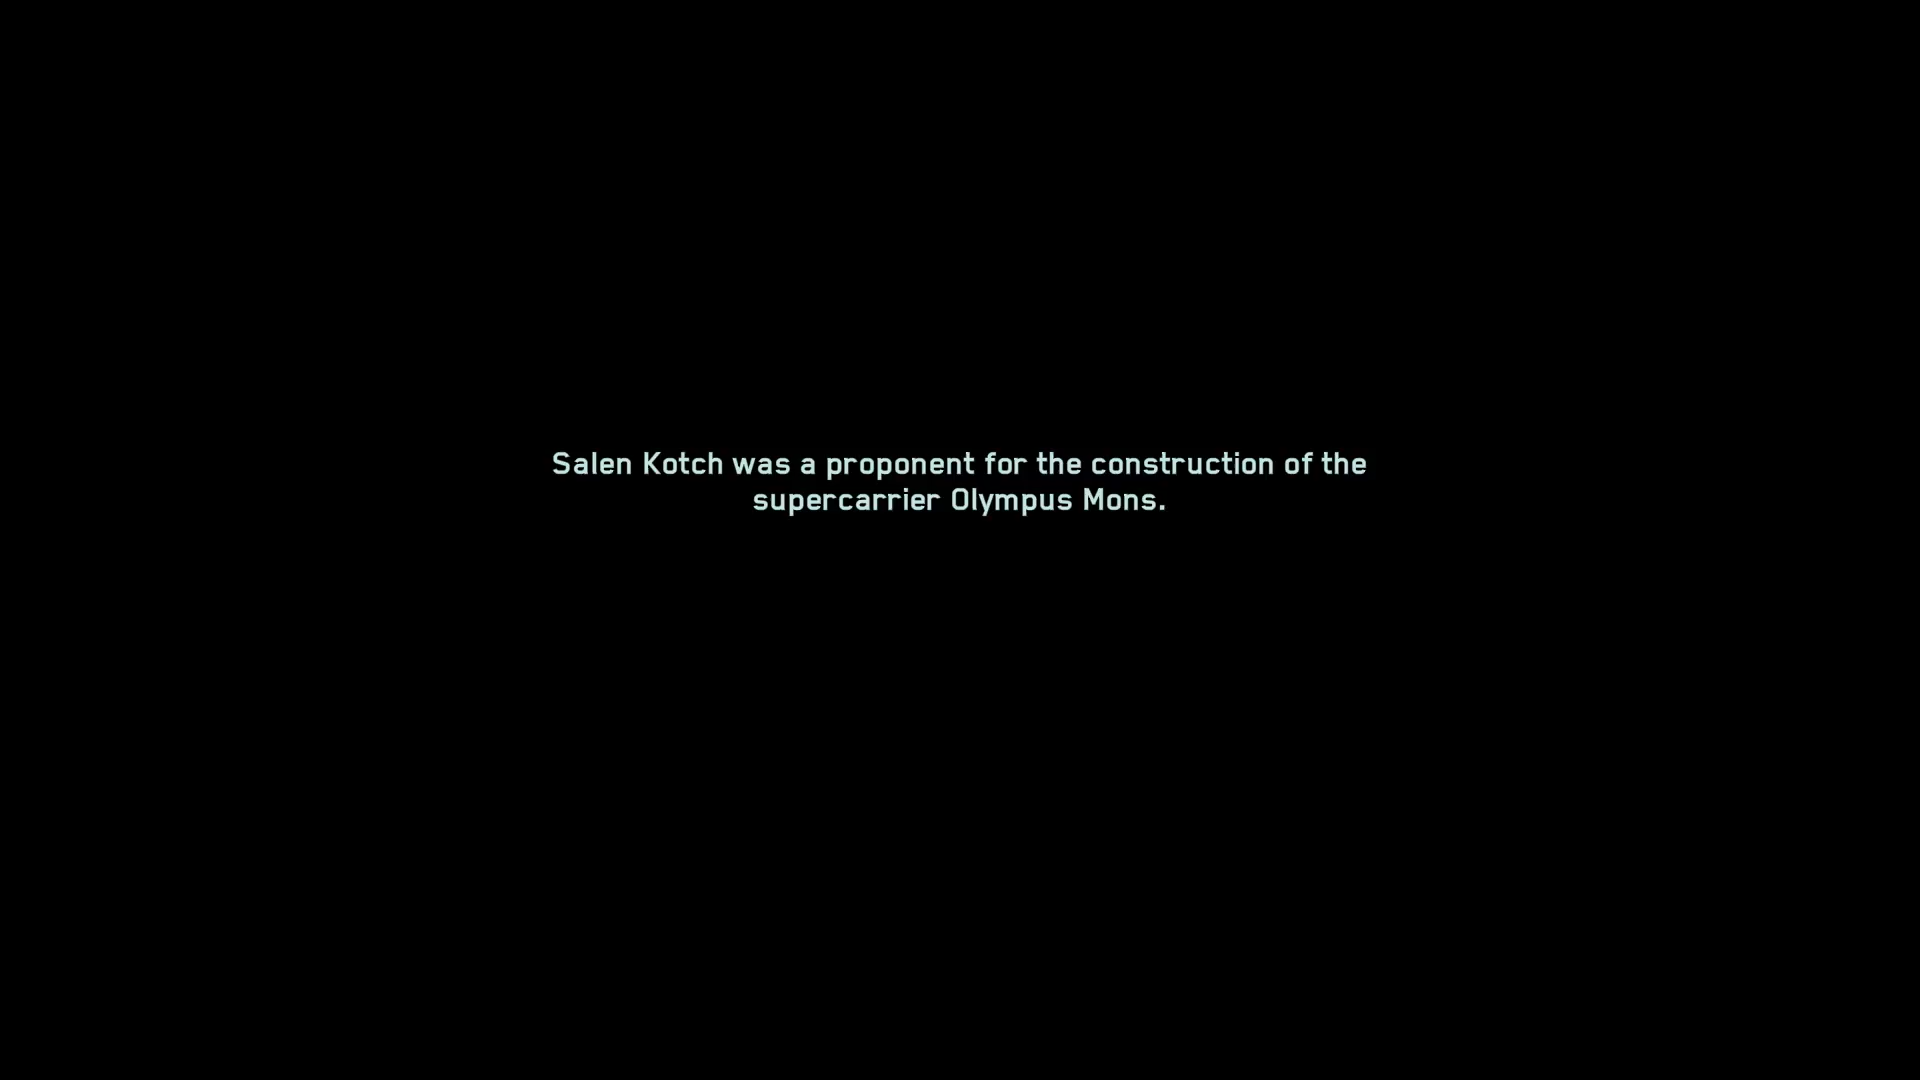 Salen Kotch was a proponent for the construction of the
supercarrier Olympus Mons.